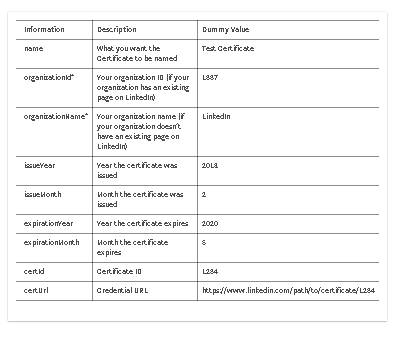 Information Description Dummy Value
name What you want the Test Certificate
Certificate to be named
organizationId* Your organization ID (if your 1337
organization has an existing
page on LinkedIn)
organizationName* Your organization name (if LinkedIn
your organization doesn't
have an existing page on
LinkedIn)
issueYear Year the certificate was 2018
issued
issueMonth Month the certificate was 2
issued
expirationYear Year the certificate expires 2020
expirationMonth Month the certificate 5
expires
certId Certificate ID 1234
certUrl Credential URL https://www.linkedin.com/path/to/certificate/1234